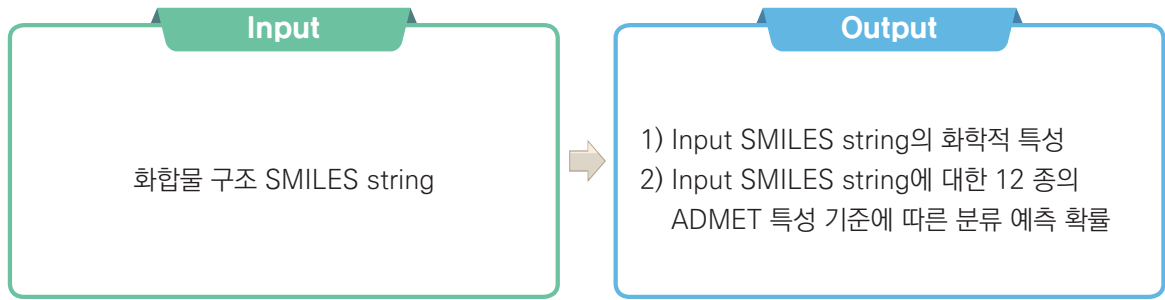 Input
화합물 구조 SMILES string
Output
1) Input SMILES string의 화학적 특성
2) Input SMILES string에 대한 12 종의
ADMET 특성 기준에 따른 분류 예측 확률